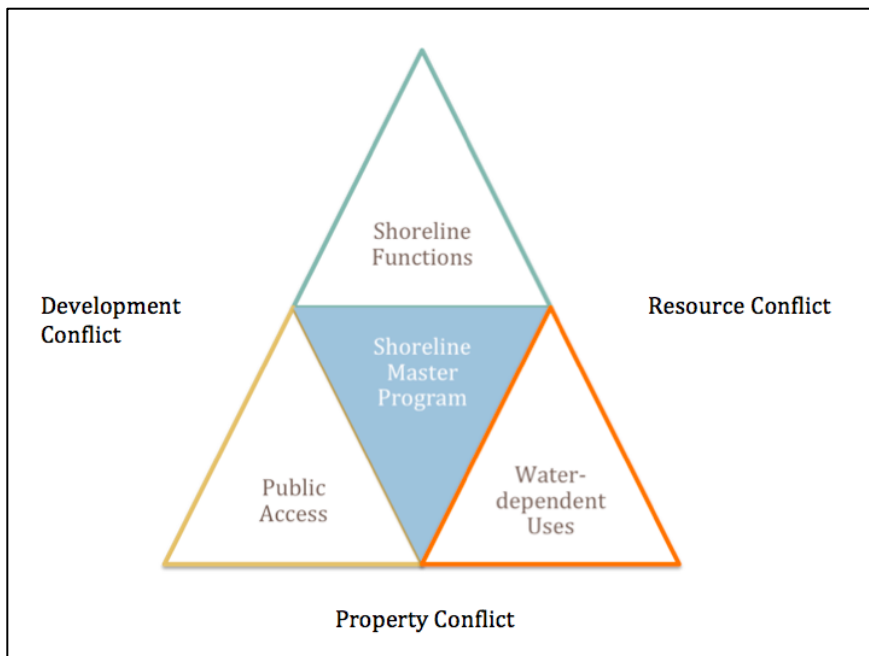 Shoreline
Functions
Development
Conflict
Resource Conflict
Shoreline
Master
Program
Public
Access
Water-
dependent
Uses
Property Conflict